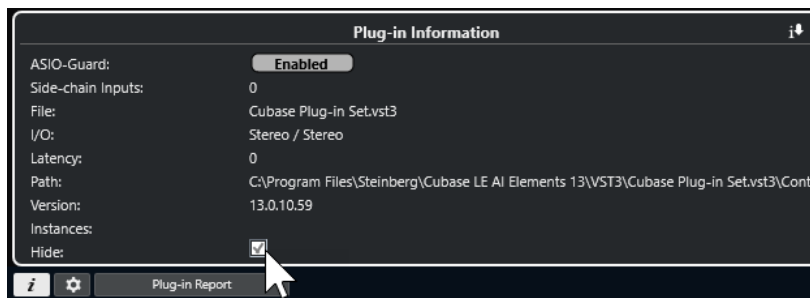 Plug-in Information
ASIO-Guard: Enabled
Side-chain Inputs: 0
File: Cubase Plug-in Set.vst3
I/O: Stereo / Stereo
Latency: 0
Path: C:\Program Files\Steinberg\Cubase LE AI Elements 13\VST3\Cubase Plug-in Set.vst3\Cont
Version: 13.0.10.59
Instances:
Hide:
i Plug-in Report